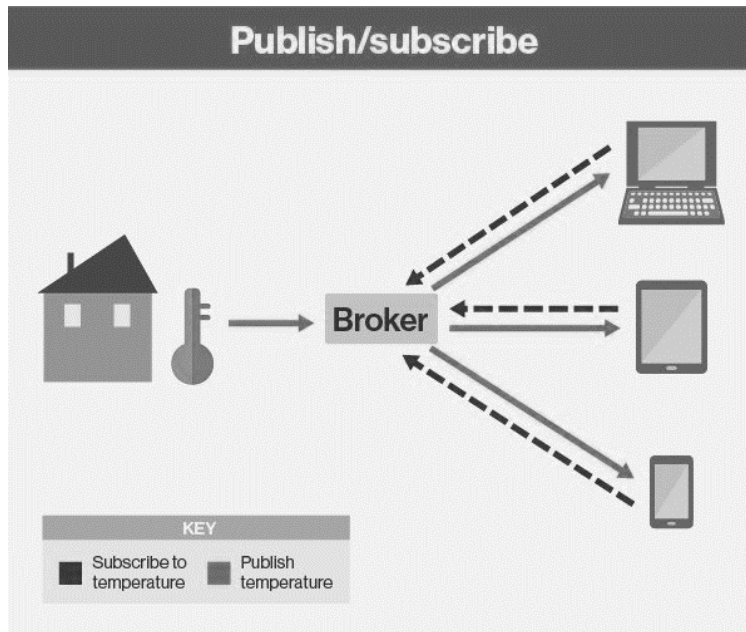 Publish/subscribe
Broker
KEY
Subscribe to
temperature
Publish
temperature